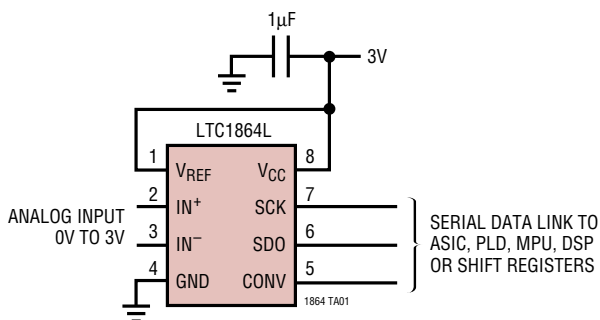 1µF
3V
LTC1864L
1
VREF
VCC
8
2
IN+
SCK
7
3
IN−
SDO
6
4
GND
CONV
5
ANALOG INPUT
0V TO 3V
SERIAL DATA LINK TO
ASIC, PLD, MPU, DSP
OR SHIFT REGISTERS
1864 TA01